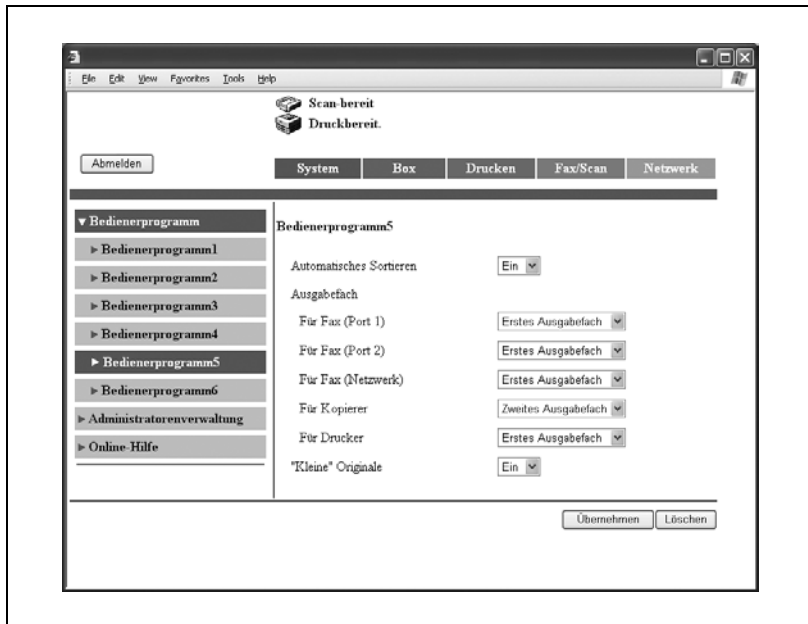 File Edit View Favorites Tools Help
Scan-bereit
Druckbereit.
Abmelden
System Box Drucken Fax/Scan Netzwerk
Bedienerprogramm
Bedienerprogramm1
Bedienerprogramm2
Bedienerprogramm3
Bedienerprogramm4
Bedienerprogramm5
Bedienerprogramm6
Administratorenverwaltung
Online-Hilfe
Bedienerprogramm5
Automatisches Sortieren Ein
Ausgabefach
Für Fax (Port 1) Erstes Ausgabefach
Für Fax (Port 2) Erstes Ausgabefach
Für Fax (Netzwerk) Erstes Ausgabefach
Für Kopierer Zweites Ausgabefach
Für Drucker Erstes Ausgabefach
"Kleine" Originale Ein
Übernehmen Löschen